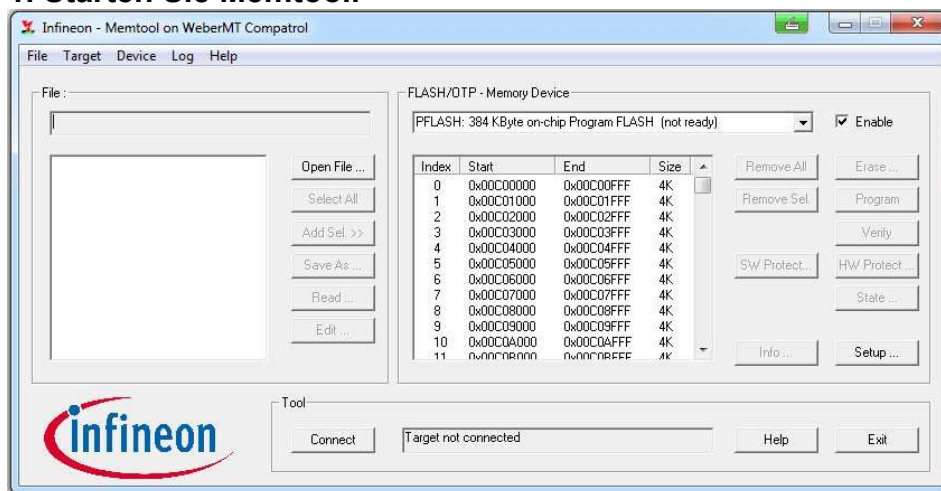 1. Starten Sie Memtool.
Infineon - Memtool on WeberMT Compatrol
File Target Device Log Help
File :
Open File ...
Select All
Add Sel. >>
Save As ...
Read ...
Edit ...
FLASH/OTP - Memory Device
PFLASH: 384 KByte on-chip Program FLASH (not ready)
Enable
Index Start End Size
0 0x00C00000 0x00C00FFF 4K
1 0x00C01000 0x00C01FFF 4K
2 0x00C02000 0x00C02FFF 4K
3 0x00C03000 0x00C03FFF 4K
4 0x00C04000 0x00C04FFF 4K
5 0x00C05000 0x00C05FFF 4K
6 0x00C06000 0x00C06FFF 4K
7 0x00C07000 0x00C07FFF 4K
8 0x00C08000 0x00C08FFF 4K
9 0x00C09000 0x00C09FFF 4K
10 0x00C0A000 0x00C0AFFF 4K
11 0x00C0B000 0x00C0BFFF 4K
Remove All
Remove Sel.
SW Protect...
Info ...
Erase ...
Program
Verify
HW Protect ...
State ...
Setup ...
infineon
Tool
Connect
Target not connected
Help
Exit